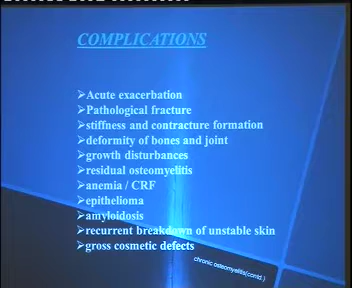 COMPLICATIONS
➢Acute exacerbation
➢Pathological fracture
➢stiffness and contracture formation
➢deformity of bones and joint
➢growth disturbances
➢residual osteomyelitis
➢anemia / CRF
➢epithelioma
➢amyloidosis
➢recurrent breakdown of unstable skin
➢gross cosmetic defects
chronic osteomyelitis(contd.)